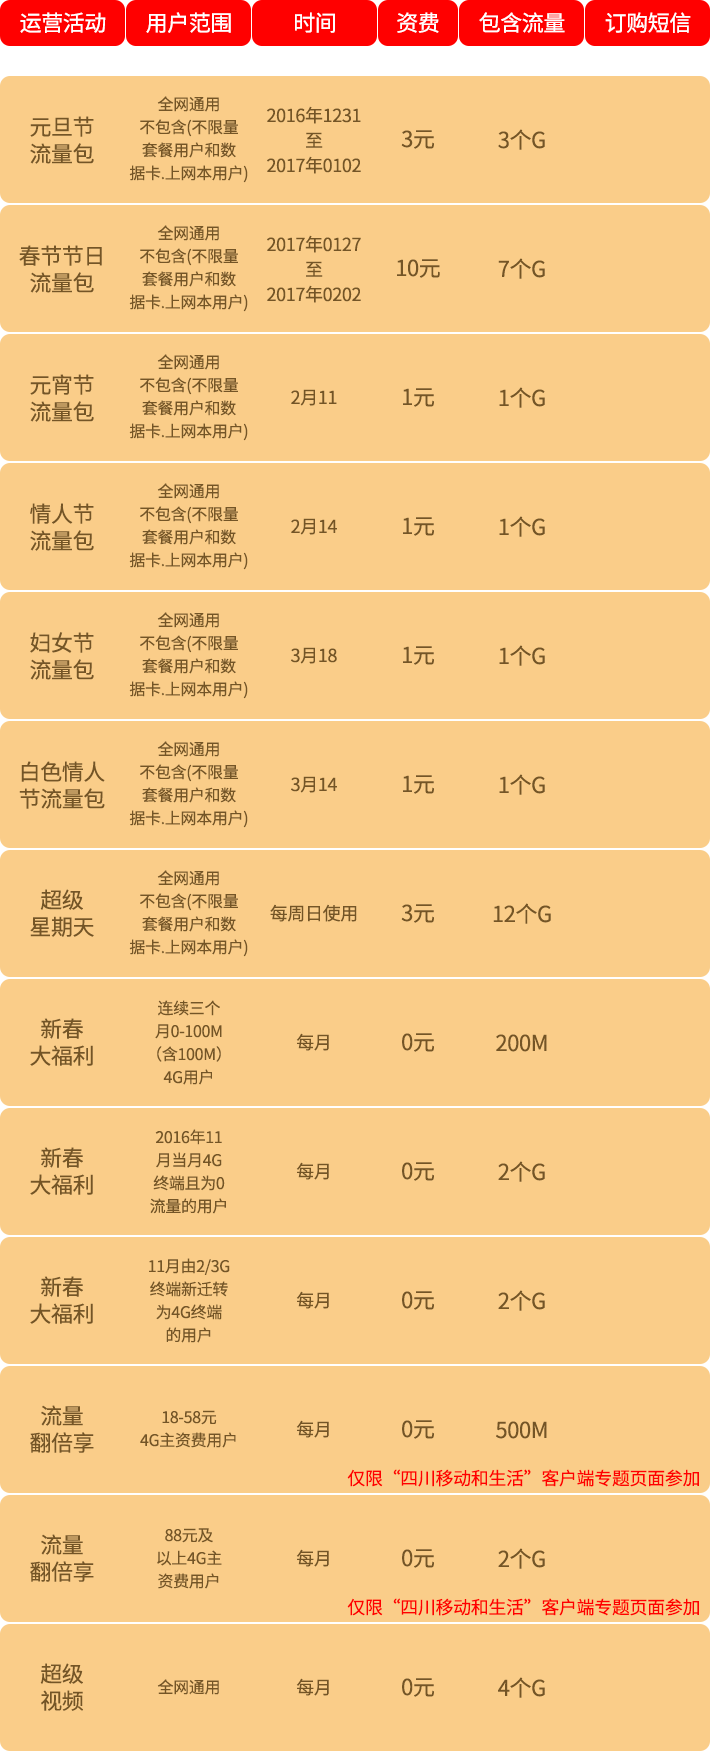 运营活动 用户范围 时间 资费 包含流量 订购短信
元旦节
流量包
全网通用
不包含(不限量
套餐用户和数
据卡.上网本用户)
2016年1231
至
2017年0102
3元
3个G
春节节日
流量包
全网通用
不包含(不限量
套餐用户和数
据卡.上网本用户)
2017年0127
至
2017年0202
10元
7个G
元宵节
流量包
全网通用
不包含(不限量
套餐用户和数
据卡.上网本用户)
2月11
1元
1个G
情人节
流量包
全网通用
不包含(不限量
套餐用户和数
据卡.上网本用户)
2月14
1元
1个G
妇女节
流量包
全网通用
不包含(不限量
套餐用户和数
据卡.上网本用户)
3月18
1元
1个G
白色情人
节流量包
全网通用
不包含(不限量
套餐用户和数
据卡.上网本用户)
3月14
1元
1个G
超级
星期天
全网通用
不包含(不限量
套餐用户和数
据卡.上网本用户)
每周日使用
3元
12个G
新春
大福利
连续三个
月0-100M
（含100M）
4G用户
每月
0元
200M
新春
大福利
2016年11
月当月4G
终端且为0
流量的用户
每月
0元
2个G
新春
大福利
11月由2/3G
终端新迁转
为4G终端
的用户
每月
0元
2个G
流量
翻倍享
18-58元
4G主资费用户
每月
0元
500M
仅限“四川移动和生活”客户端专题页面参加
流量
翻倍享
88元及
以上4G主
资费用户
每月
0元
2个G
仅限“四川移动和生活”客户端专题页面参加
超级
视频
全网通用
每月
0元
4个G